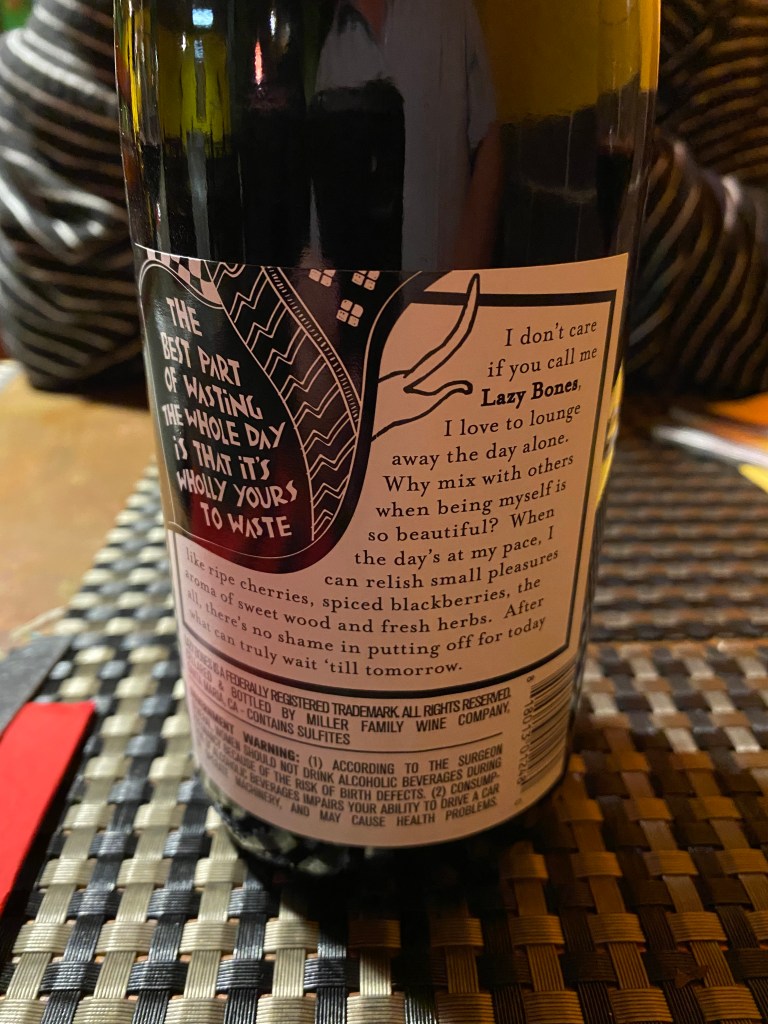 THE
BEST PART
OF WASTING
THE WHOLE DAY
iS THAT iT'S
WHOLLY YOURS
TO WASTE
I don't care
if you call me
Lazy Bones,
I love to lounge
away the day alone.
Why mix with others
when being myself is
so beautiful? When
the day's at my pace, I
can relish small pleasures
like ripe cherries, spiced blackberries, the
aroma of sweet wood and fresh herbs. After
all, there's no shame in putting off for today
what can truly wait 'till tomorrow.
IS A FEDERALLY REGISTERED TRADEMARK. ALL RIGHTS RESERVED.
& BOTTLED BY MILLER FAMILY WINE COMPANY,
MARIA, CA - CONTAINS SULFITES
WARNING: (1) ACCORDING TO THE SURGEON
WOMEN SHOULD NOT DRINK ALCOHOLIC BEVERAGES DURING
BECAUSE OF THE RISK OF BIRTH DEFECTS. (2) CONSUMP-
BEVERAGES IMPAIRS YOUR ABILITY TO DRIVE A CAR
MACHINERY, AND MAY CAUSE HEALTH PROBLEMS.